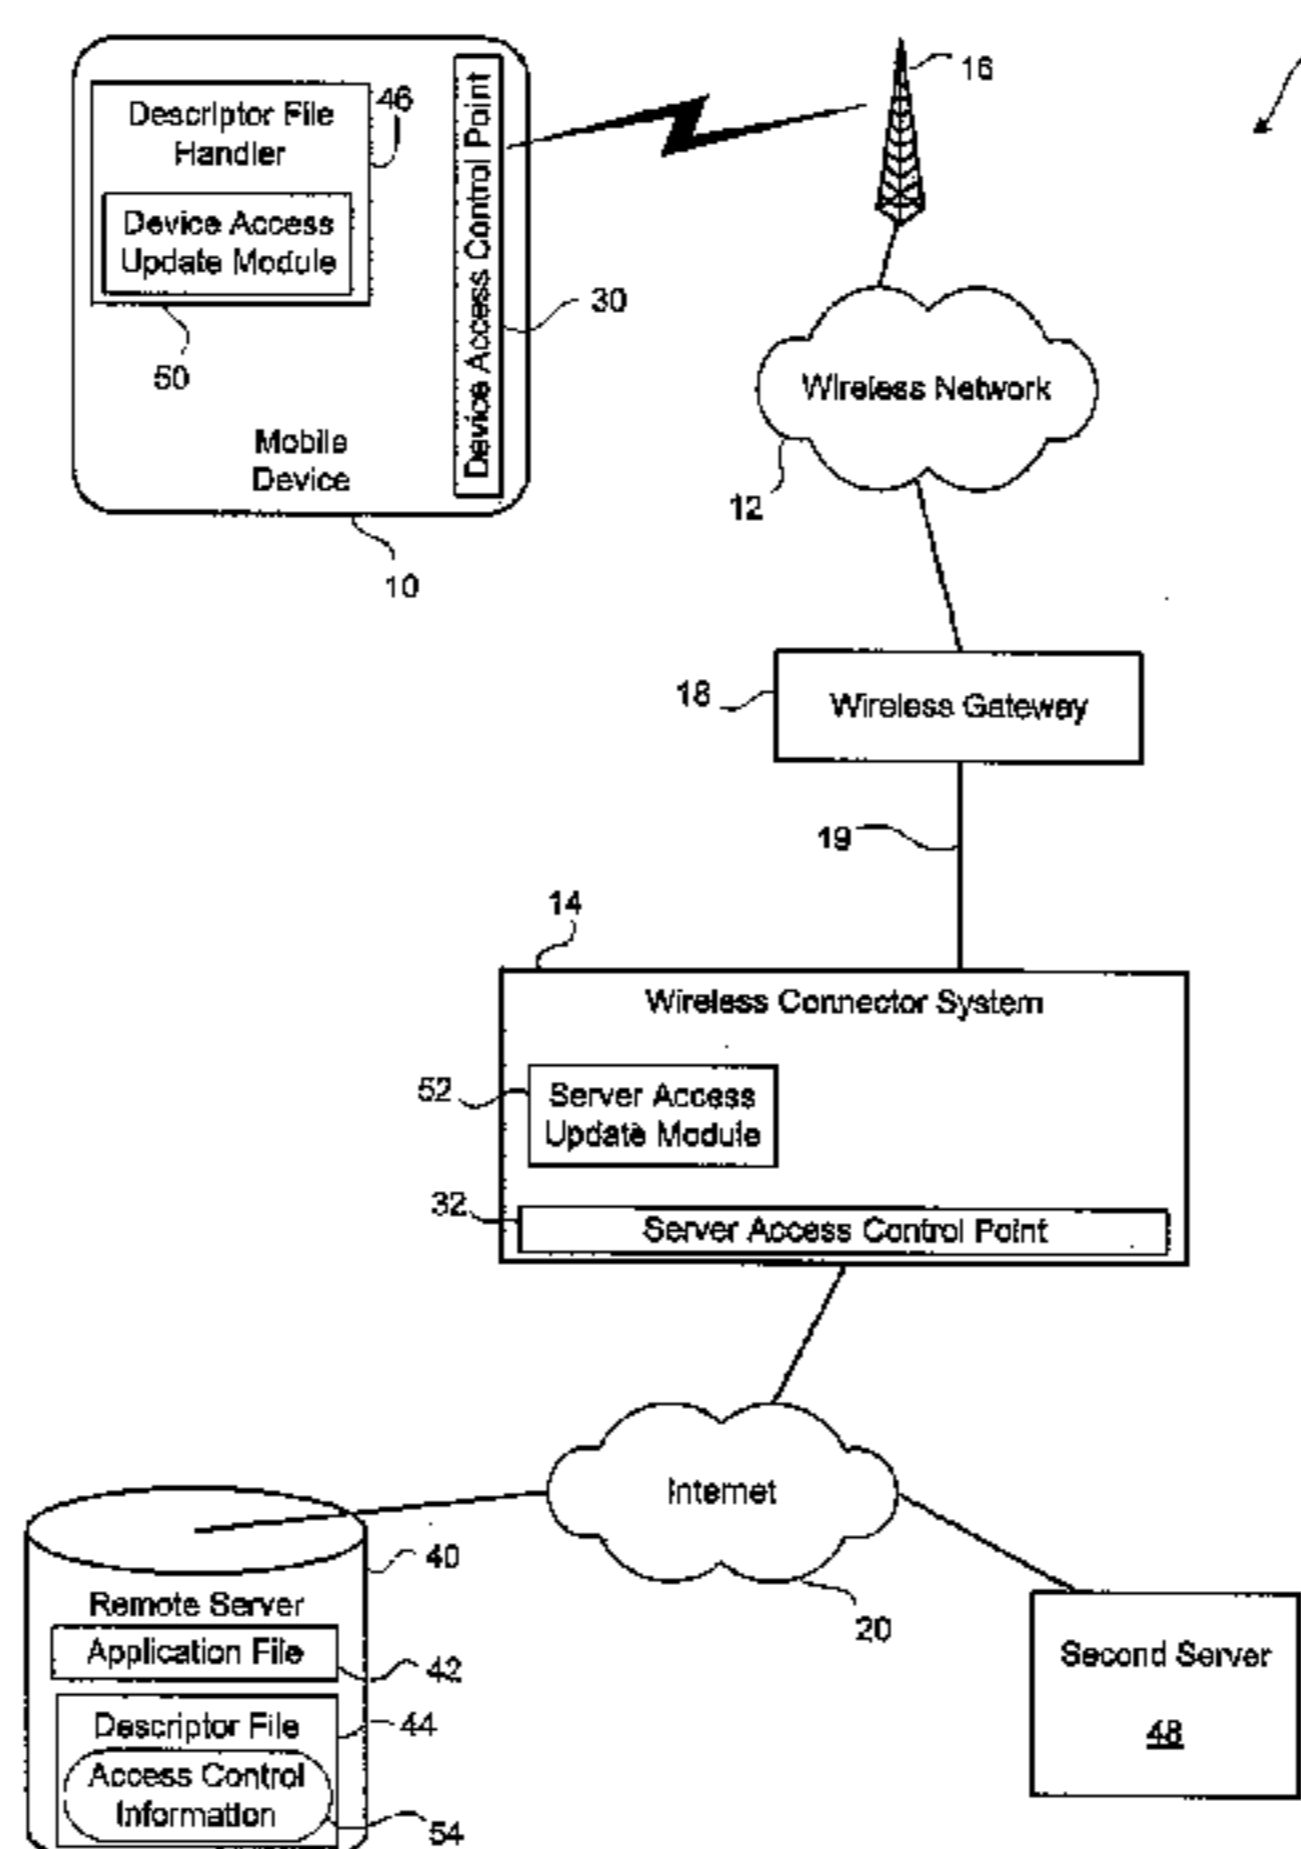 Descriptor File
Handler
46
Device Access
Update Module
50
Device Access Control Point
30
Mobile
Device
10
16
Wireless Network
12
18
Wireless Gateway
19
14
Wireless Connector System
52
Server Access
Update Module
32
Server Access Control Point
Internet
20
40
Remote Server
Application File
42
Descriptor File
44
Access Control
Information
54
Second Server
48